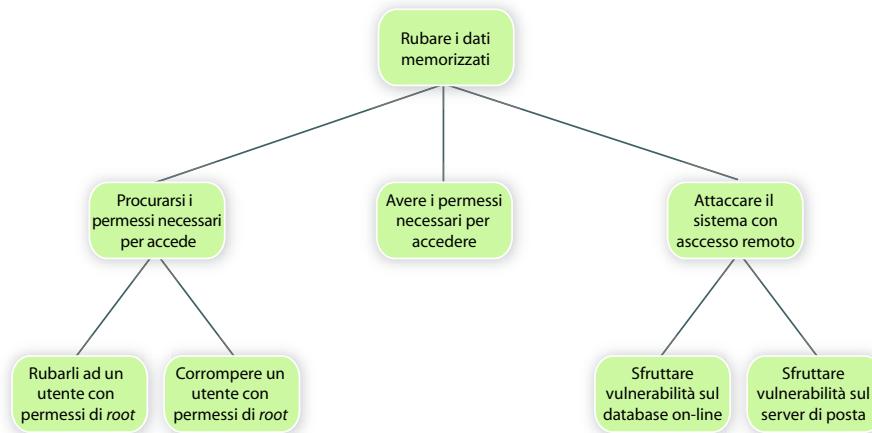 Rubare i dati
memorizzati
Procurarsi i
permessi necessari
per accede
Avere i permessi
necessari per
accedere
Attaccare il
sistema con
asccesso remoto
Rubarli ad un
utente con
permessi di root
Corrompere un
utente con
permessi di root
Sfruttare
vulnerabilità sul
database on-line
Sfruttare
vulnerabilità sul
server di posta